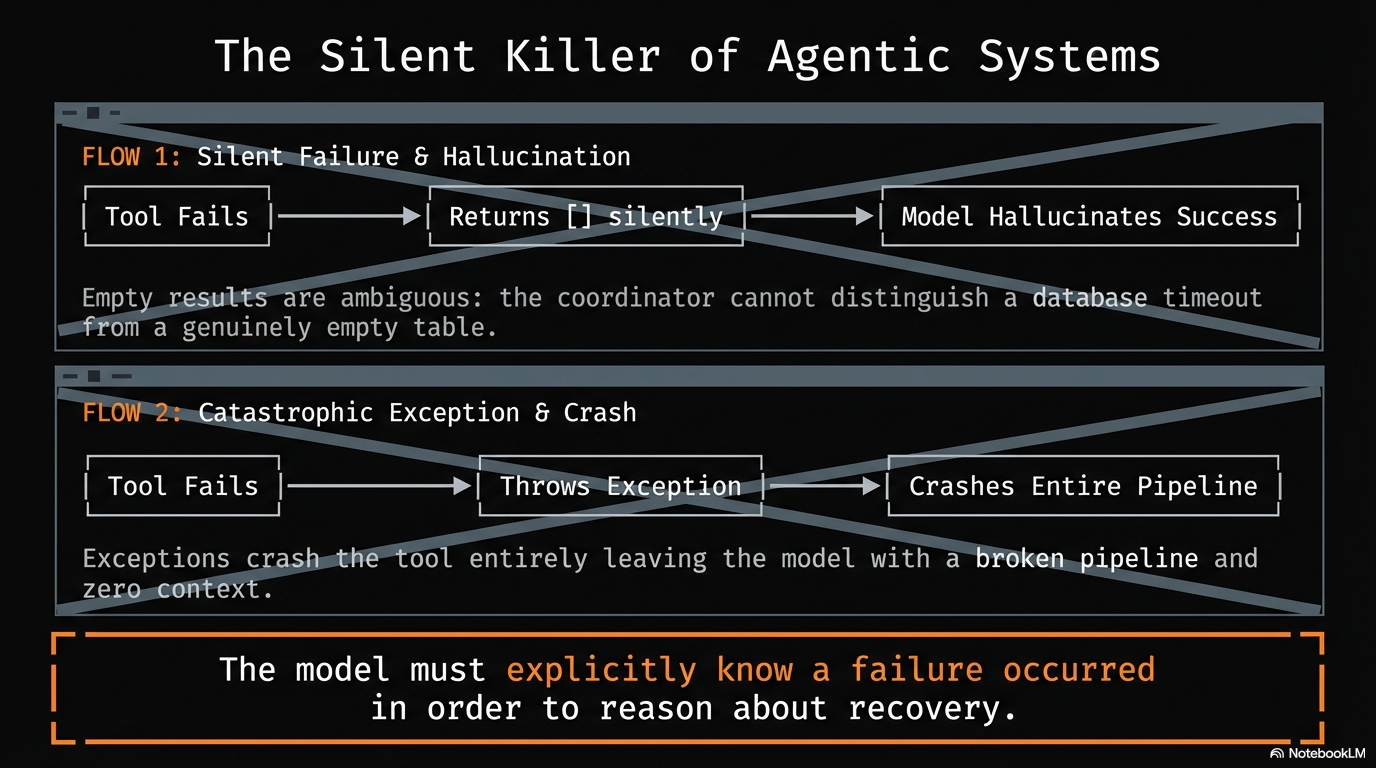 The Silent Killer of Agentic Systems
FLOW 1: Silent Failure & Hallucination
Tool Fails
Returns [] silently
Model Hallucinates Success
Empty results are ambiguous: the coordinator cannot distinguish a database timeout
from a genuinely empty table.
FLOW 2: Catastrophic Exception & Crash
Tool Fails
Throws Exception
Crashes Entire Pipeline
Exceptions crash the tool entirely leaving the model with a broken pipeline and
zero context.
The model must explicitly know a failure occurred
in order to reason about recovery.
NotebookLM